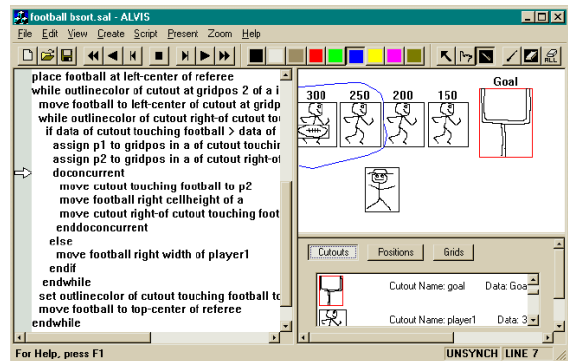 football bsort.sal - ALVIS
File Edit View Create Script Present Zoom Help
ALL
place football at left-center of referee
while outlinecolor of cutout at gridpos 2 of a i
move football to left-center of cutout at gridp
while outlinecolor of cutout right-of cutout tou
if data of cutout touching football > data of
assign p1 to gridpos in a of cutout touchin
assign p2 to gridpos in a of cutout right-of
doconcurrent
move cutout touching football to p2
move football right cellheight of a
move cutout right-of cutout touching foot
enddoconcurrent
else
move football right width of player1
endif
endwhile
set outlinecolor of cutout touching football to
move football to top-center of referee
endwhile
Goal
300 250 200 150
Cutouts Positions Grids
Cutout Name: goal Data: Goa
Cutout Name: player1 Data: 3
For Help, press F1
UNSYNCH LINE 7